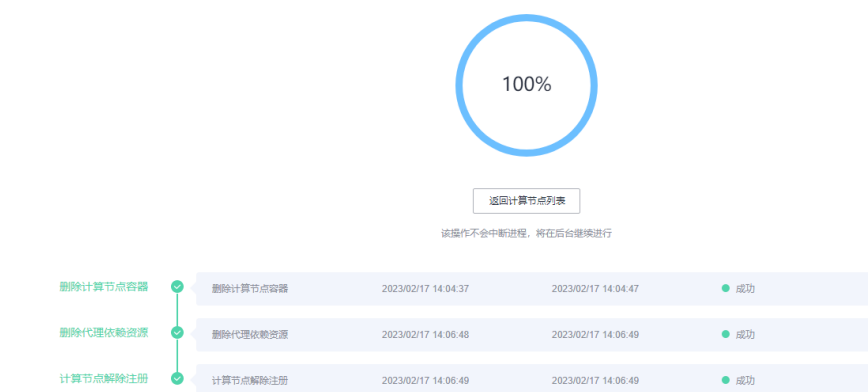 100%
返回计算节点列表
该操作不会中断进程，将在后台继续进行
删除计算节点容器 删除计算节点容器 2023/02/17 14:04:37 2023/02/17 14:04:47 成功
删除代理依赖资源 删除代理依赖资源 2023/02/17 14:06:48 2023/02/17 14:06:49 成功
计算节点解除注册 计算节点解除注册 2023/02/17 14:06:49 2023/02/17 14:06:49 成功